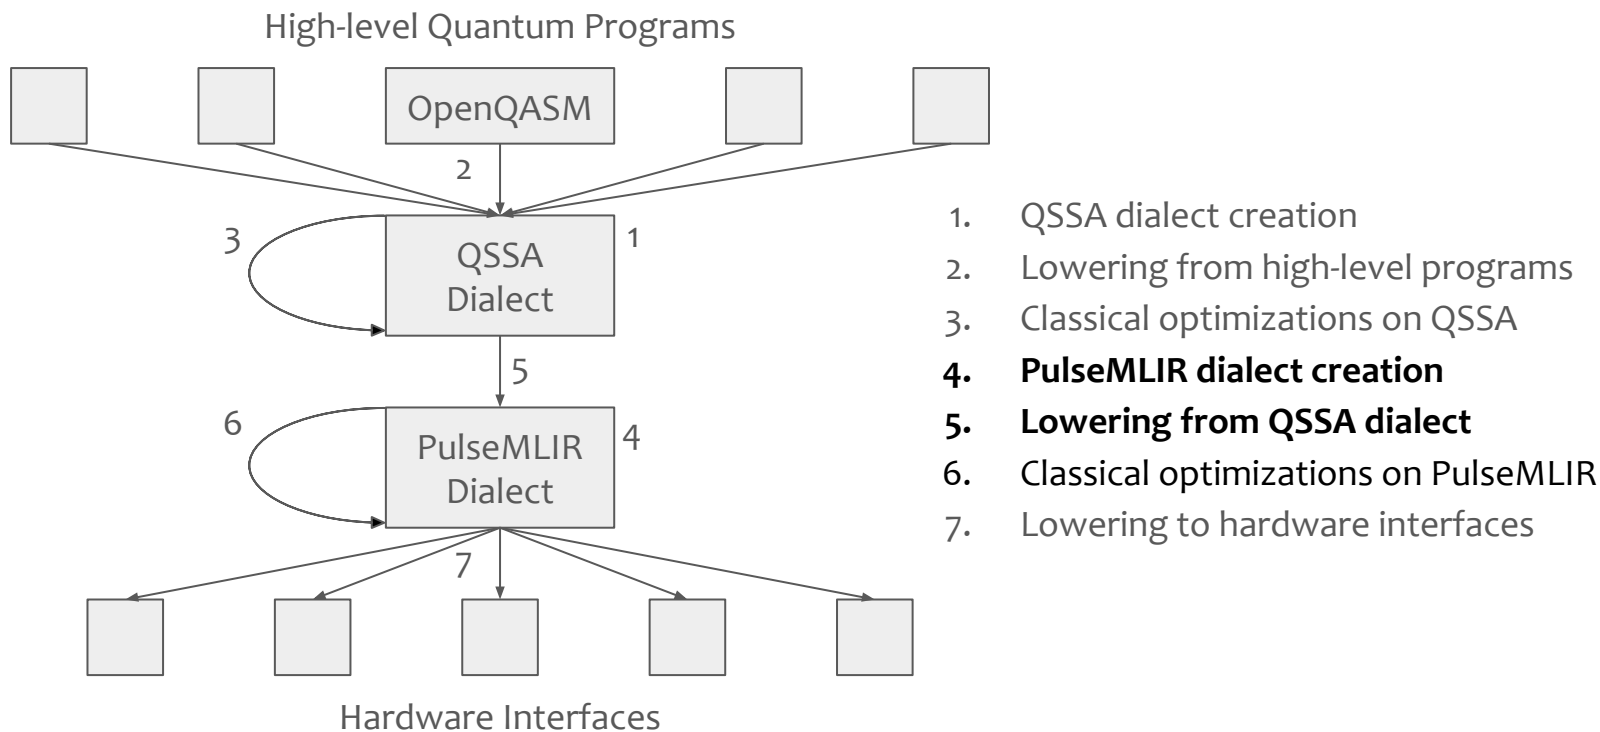 High-level Quantum Programs
OpenQASM
2
3
1
QSSA
Dialect
5
6
4
PulseMLIR
Dialect
7
Hardware Interfaces
1. QSSA dialect creation
2. Lowering from high-level programs
3. Classical optimizations on QSSA
4. PulseMLIR dialect creation
5. Lowering from QSSA dialect
6. Classical optimizations on PulseMLIR
7. Lowering to hardware interfaces